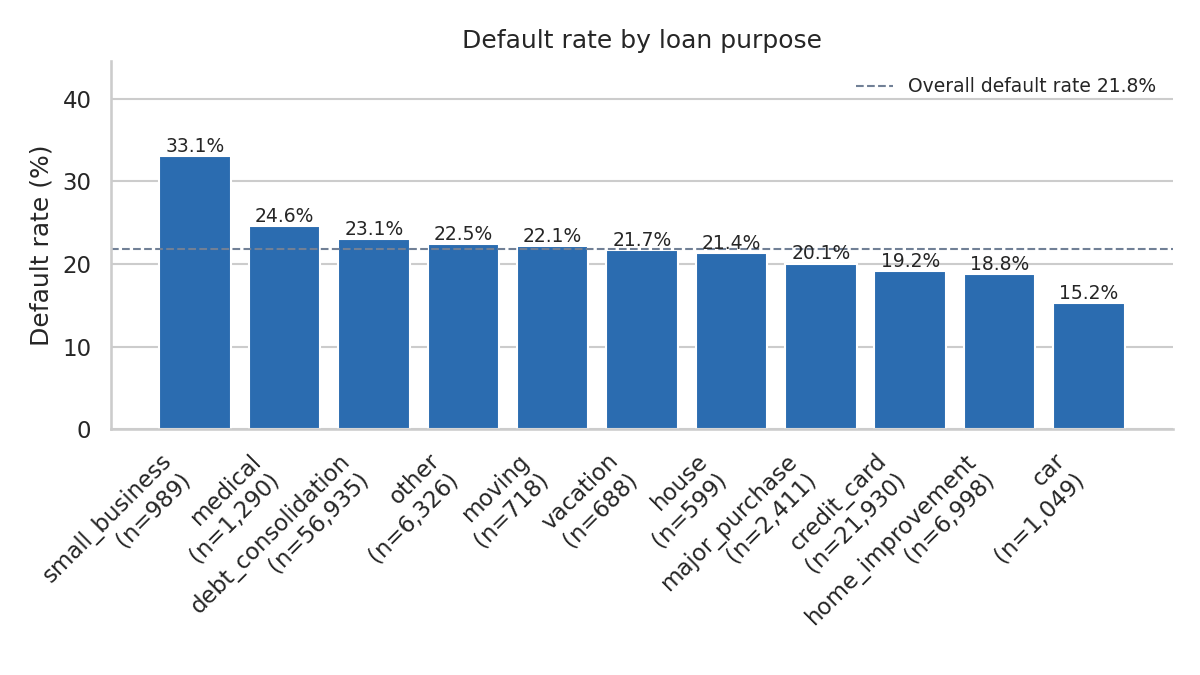 Default rate by loan purpose
Overall default rate 21.8%
Default rate (%)
40
30
20
10
0
33.1%
24.6%
23.1%
22.5%
22.1%
21.7%
21.4%
20.1%
19.2%
18.8%
15.2%
small_business
(n=989)
medical
(n=1,290)
debt_consolidation
(n=56,935)
other
(n=6,326)
moving
(n=718)
vacation
(n=688)
house
(n=599)
major_purchase
(n=2,411)
credit_card
(n=21,930)
home_improvement
(n=6,998)
car
(n=1,049)